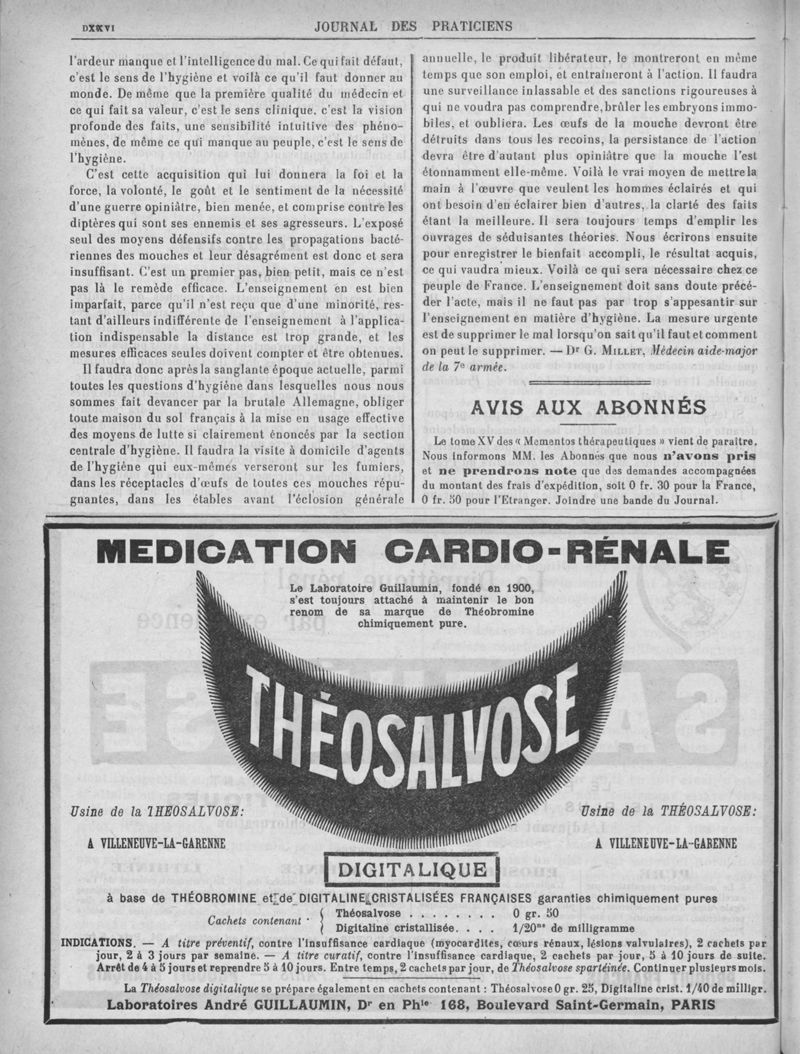 DXXVI
JOURNAL DES PRATICIENS
l'ardeur manque et l'intelligence du mal. Ce qui fait défaut,
c'est le sens de l'hygiène et voilà ce qu'il faut donner au
monde. De même que la première qualité du médecin et
ce qui fait sa valeur, c'est le sens clinique, c'est la vision
profonde des faits, une sensibilité intuitive des phéno-
mènes, de même ce qui manque au peuple, c'est le sens de
l'hygiène.
C'est cette acquisition qui lui donnera la foi et la
force, la volonté, le goût et le sentiment de la nécessité
d'une guerre opiniâtre, bien menée, et comprise contre les
diptères qui sont ses ennemis et ses agresseurs. L'exposé
seul des moyens défensifs contre les propagations bacté-
riennes des mouches et leur désagrément est donc et sera
insuffisant. C'est un premier pas, bien petit, mais ce n'est
pas là le remède efficace. L'enseignement en est bien
imparfait, parce qu'il n'est reçu que d'une minorité, res-
tant d'ailleurs indifférente de l'enseignement à l'applica-
tion indispensable la distance est trop grande, et les
mesures efficaces seules doivent compter et être obtenues.
Il faudra donc après la sanglante époque actuelle, parmi
toutes les questions d'hygiène dans lesquelles nous nous
sommes fait devancer par la brutale Allemagne, obliger
toute maison du sol français à la mise en usage effective
des moyens de lutte si clairement énoncés par la section
centrale d'hygiène. Il faudra la visite à domicile d'agents
de l'hygiène qui eux-mêmes verseront sur les fumiers,
dans les réceptacles d'œufs de toutes ces mouches répu-
gnantes, dans les étables avant l'éclosion générale
annuelle, le produit libérateur, le montreront en même
temps que son emploi, et entraîneront à l'action. Il faudra
une surveillance inlassable et des sanctions rigoureuses à
qui ne voudra pas comprendre, brûler les embryons immo-
biles, et oubliera. Les œufs de la mouche devront être
détruits dans tous les recoins, la persistance de l'action
devra être d'autant plus opiniâtre que la mouche l'est
étonnamment elle-même. Voilà le vrai moyen de mettre la
main à l'œuvre que veulent les hommes éclairés et qui
ont besoin d'en éclairer bien d'autres, la clarté des faits
étant la meilleure. Il sera toujours temps d'emplir les
ouvrages de séduisantes théories. Nous écrirons ensuite
pour enregistrer le bienfait accompli, le résultat acquis,
ce qui vaudra mieux. Voilà ce qui sera nécessaire chez ce
peuple de France. L'enseignement doit sans doute précé-
der l'acte, mais il ne faut pas par trop s'appesantir sur
l'enseignement en matière d'hygiène. La mesure urgente
est de supprimer le mal lorsqu'on sait qu'il faut et comment
on peut le supprimer. — Dr G. MILLET, Médecin aide-major
de la 7e armée.
AVIS AUX ABONNÉS
Le tome XV des « Mementos thérapeutiques » vient de paraître.
Nous informons MM. les Abonnés que nous n'avons pris
et ne prendrons note que des demandes accompagnées
du montant des frais d'expédition, soit 0 fr. 30 pour la France,
0 fr. 50 pour l'Etranger. Joindre une bande du Journal.
MEDICATION CARDIO-RÉNALE
Le Laboratoire Guillaumin, fondé en 1900,
s'est toujours attaché à maintenir le bon
renom de sa marque de Théobromine
chimiquement pure.
THÉOSALVOSE
Usine de la THÉOSALVOSE:
A VILLENEUVE-LA-GARENNE
Usine de la THÉOSALVOSE:
A VILLENEUVE-LA-GARENNE
DIGITALIQUE
à base de THÉOBROMINE et de DIGITALINE CRISTALISÉES FRANÇAISES garanties chimiquement pures
Cachets contenant
Théosalvose . . . . . . . . 0 gr. 50
Digitaline cristallisée. . . . 1/20me de milligramme
INDICATIONS. — A titre préventif, contre l'insuffisance cardiaque (myocardites, cœurs rénaux, lésions valvulaires), 2 cachets par
jour, 2 à 3 jours par semaine. — A titre curatif, contre l'insuffisance cardiaque, 2 cachets par jour, 5 à 10 jours de suite.
Arrêt de 4 à 5 jours et reprendre 5 à 10 jours. Entre temps, 2 cachets par jour, de Théosalvose spartéinée. Continuer plusieurs mois.
La Théosalvose digitalique se prépare également en cachets contenant : Théosalvose 0 gr. 25, Digitaline crist. 1/40 de milligr.
Laboratoires André GUILLAUMIN, Dr en Phie 168, Boulevard Saint-Germain, PARIS